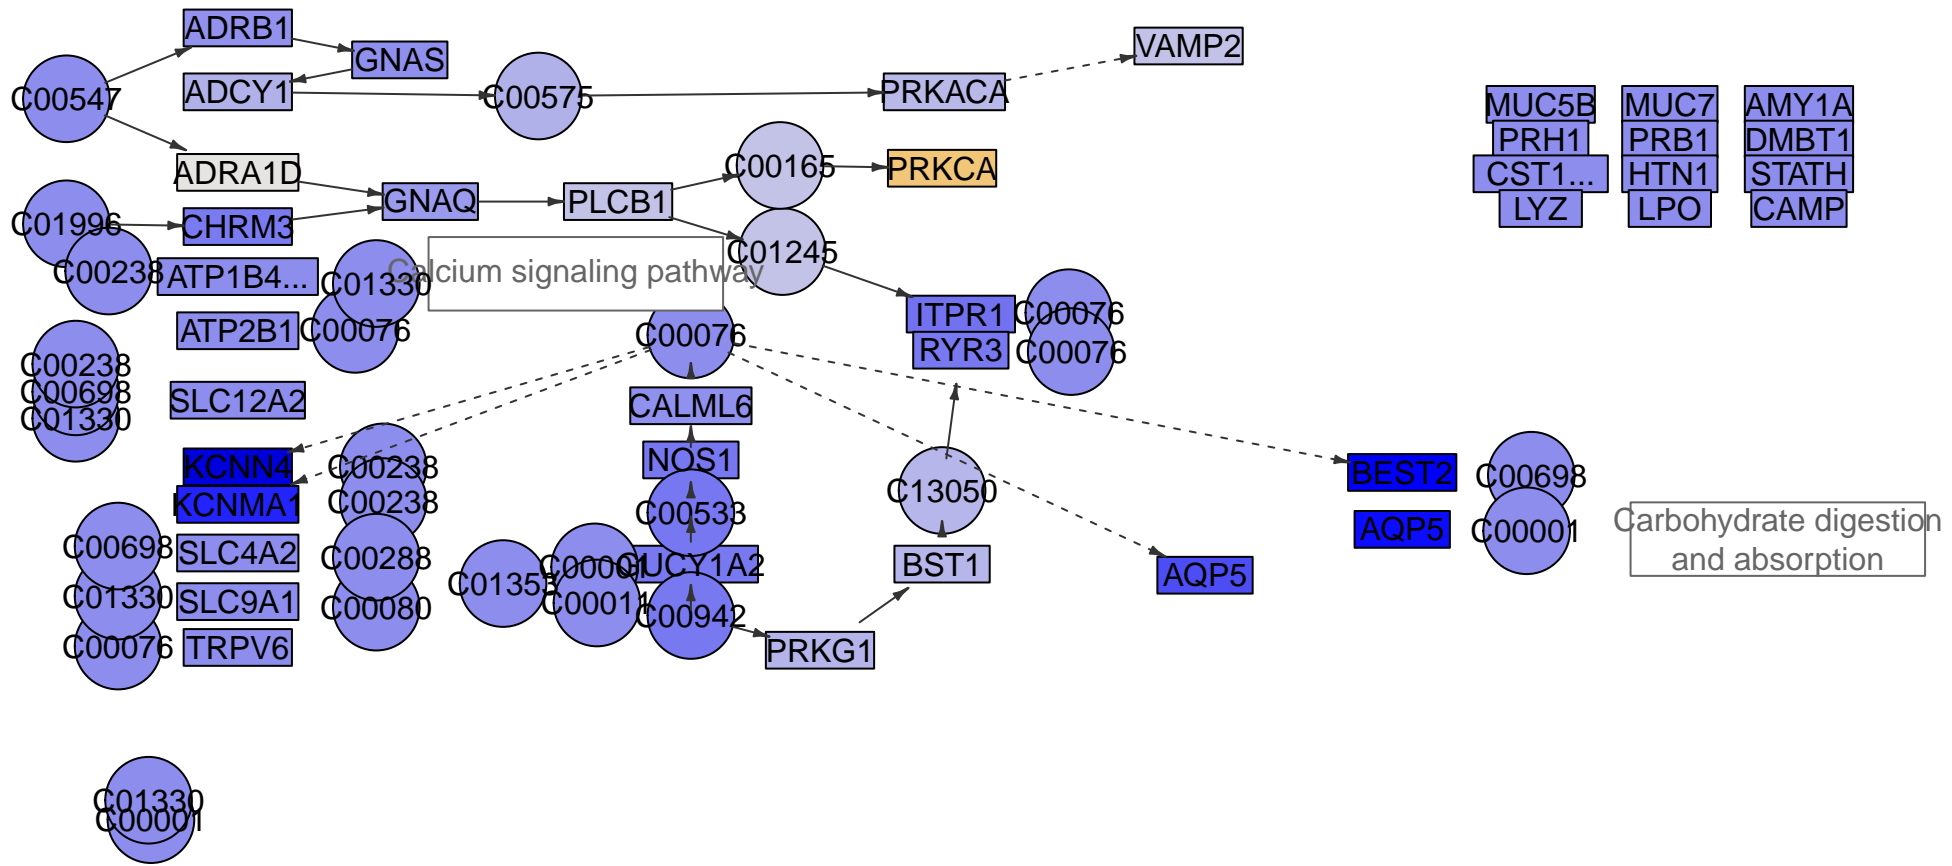 ADRB1
GNAS
VAMP2
C00547
ADCY1
C00575
PRKACA
MUC5B
MUC7
AMY1A
PRH1
PRB1
DMBT1
ADRA1D
C00165
PRKCA
CST1...
HTN1
STATH
GNAQ
PLCB1
LYZ
LPO
CAMP
C01996
CHRM3
C01245
C00238
ATP1B4...
C01330
Calcium signaling pathway
ATP2B1
C00076
C00076
ITPR1
C00076
RYR3
C00076
C00238
C00698
C01330
SLC12A2
CALML6
KCNN4
C00238
NOS1
BEST2
C00698
KCNMA1
C00238
C00533
C13050
AQP5
C00001
Carbohydrate digestion
and absorption
C00698
SLC4A2
C00288
C01353
C00001
GUCY1A2
BST1
AQP5
C01330
SLC9A1
C00080
C00011
C00942
C00076
TRPV6
PRKG1
C01330
C00001